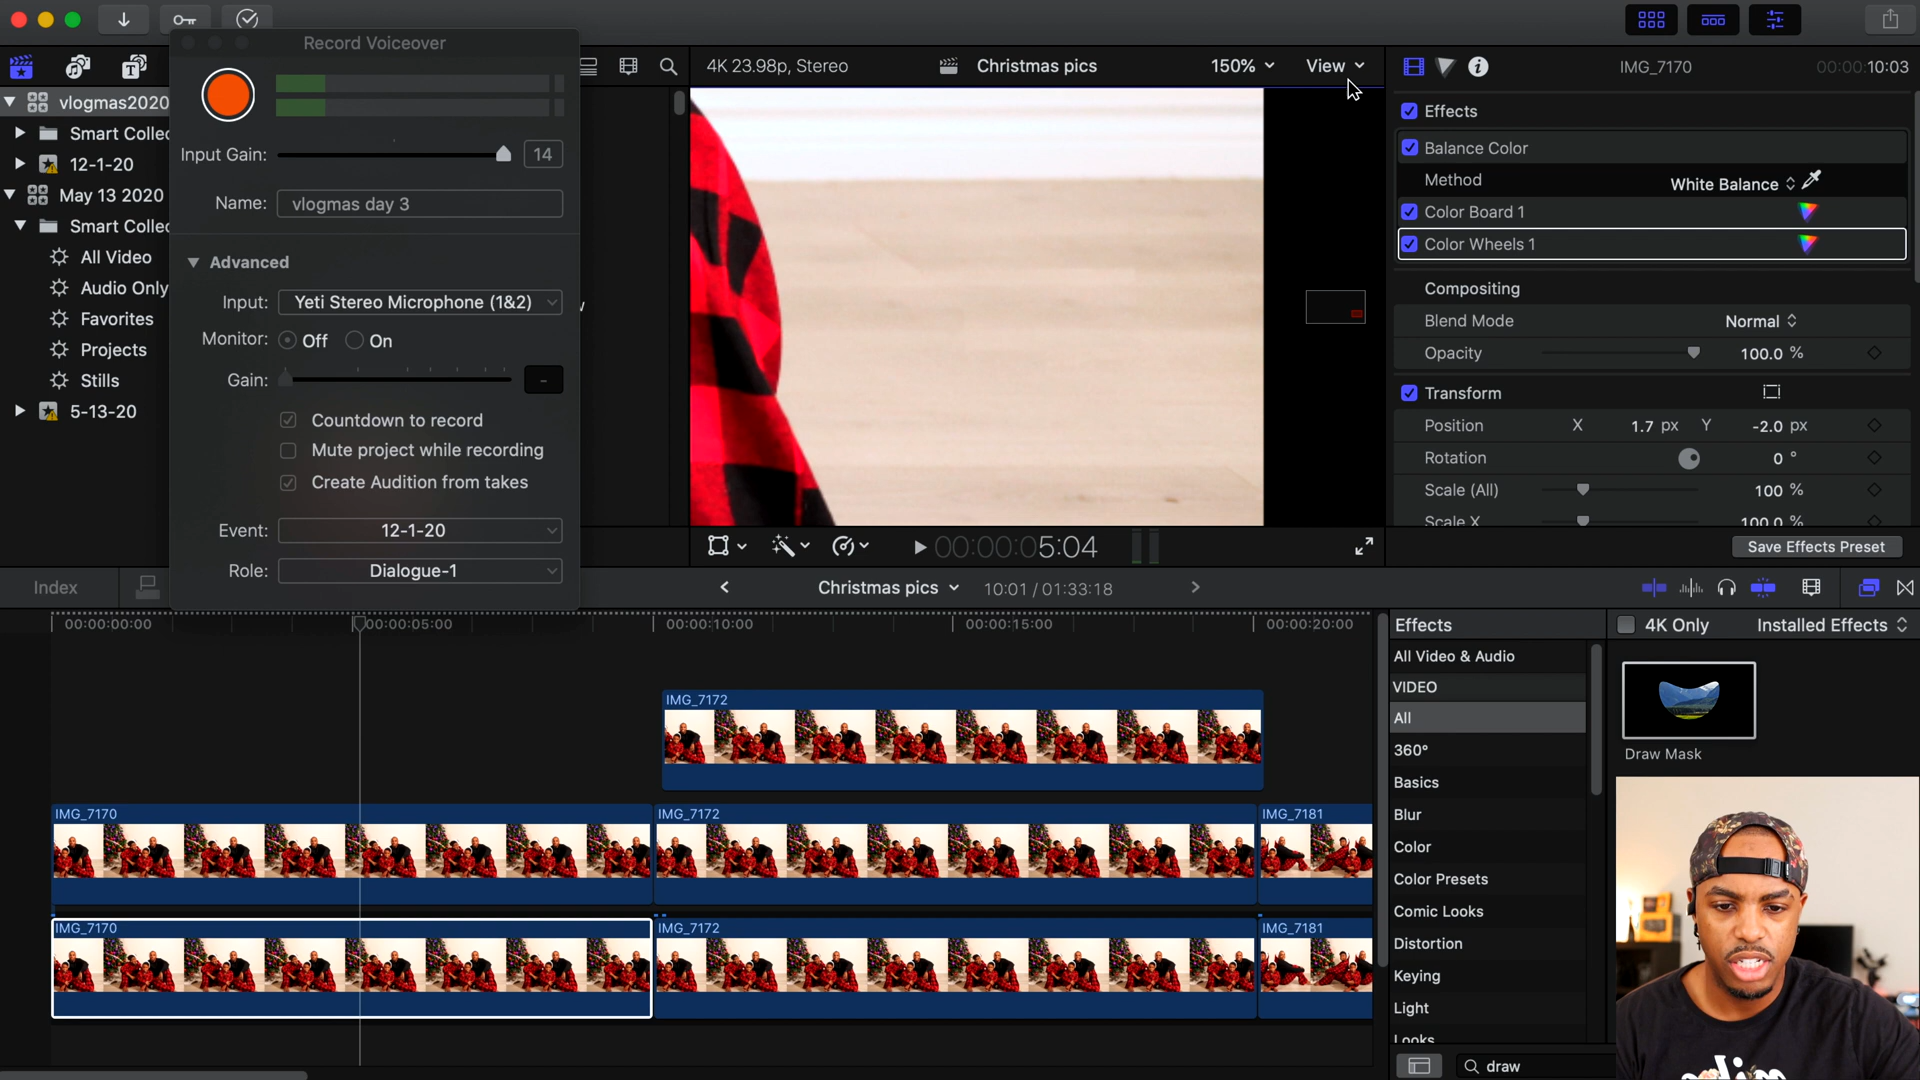 Record Voiceover
Input Gain:
14
Name:
vlogmas day 3
Advanced
Input:
Yeti Stereo Microphone (1&2)
Monitor:
Off
On
Gain:
-
Countdown to record
Mute project while recording
Create Audition from takes
Event:
12-1-20
Role:
Dialogue-1
vlogmas2020
Smart Collec
12-1-20
May 13 2020
Smart Collec
All Video
Audio Only
Favorites
Projects
Stills
5-13-20
4K 23.98p, Stereo
Christmas pics
150%
View
00:00:00:05:04
IMG_7170
00:00:10:03
Effects
Balance Color
Method
White Balance
Color Board 1
Color Wheels 1
Compositing
Blend Mode
Normal
Opacity
100.0 %
Transform
Position
X
1.7 px
Y
-2.0 px
Rotation
0 °
Scale (All)
100 %
Scale X
100.0 %
Save Effects Preset
Index
Christmas pics
10:01 / 01:33:18
00:00:00:00
00:00:05:00
00:00:10:00
00:00:15:00
00:00:20:00
IMG_7172
IMG_7170
IMG_7172
IMG_7181
IMG_7170
IMG_7172
IMG_7181
Effects
4K Only
Installed Effects
All Video & Audio
VIDEO
All
360°
Basics
Blur
Color
Color Presets
Comic Looks
Distortion
Keying
Light
Looks
Draw Mask
draw